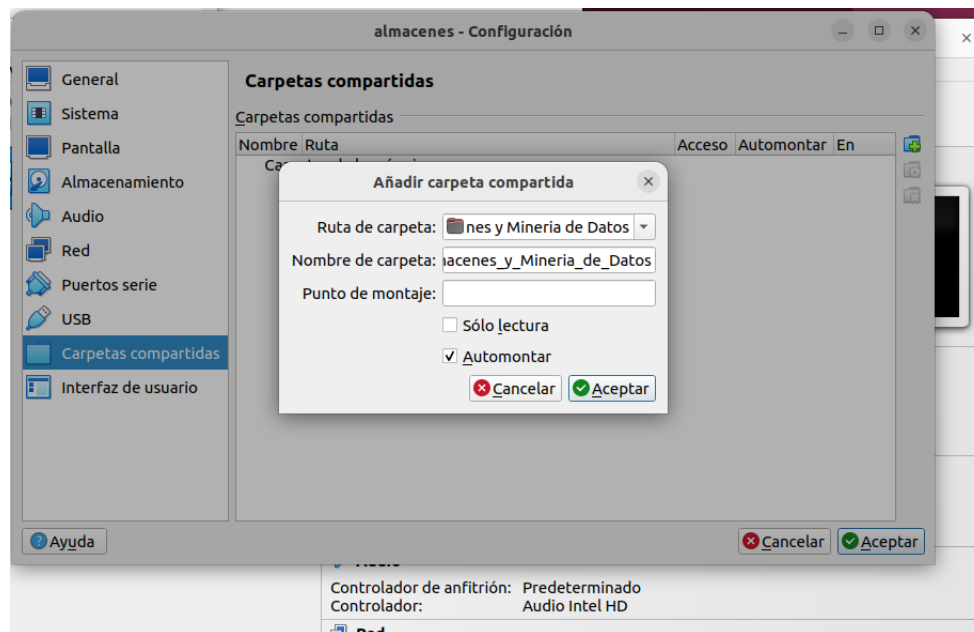 almacenes - Configuración
General
Sistema
Pantalla
Almacenamiento
Audio
Red
Puertos serie
USB
Carpetas compartidas
Interfaz de usuario
Carpetas compartidas
Carpetas compartidas
Nombre Ruta Acceso Automontar En
Añadir carpeta compartida
Ruta de carpeta: nes y Mineria de Datos
Nombre de carpeta: nacenes_y_Mineria_de_Datos
Punto de montaje:
Sólo lectura
Automontar
Cancelar Aceptar
Ayuda Cancelar Aceptar
Controlador de anfitrión: Predeterminado
Controlador: Audio Intel HD
Red